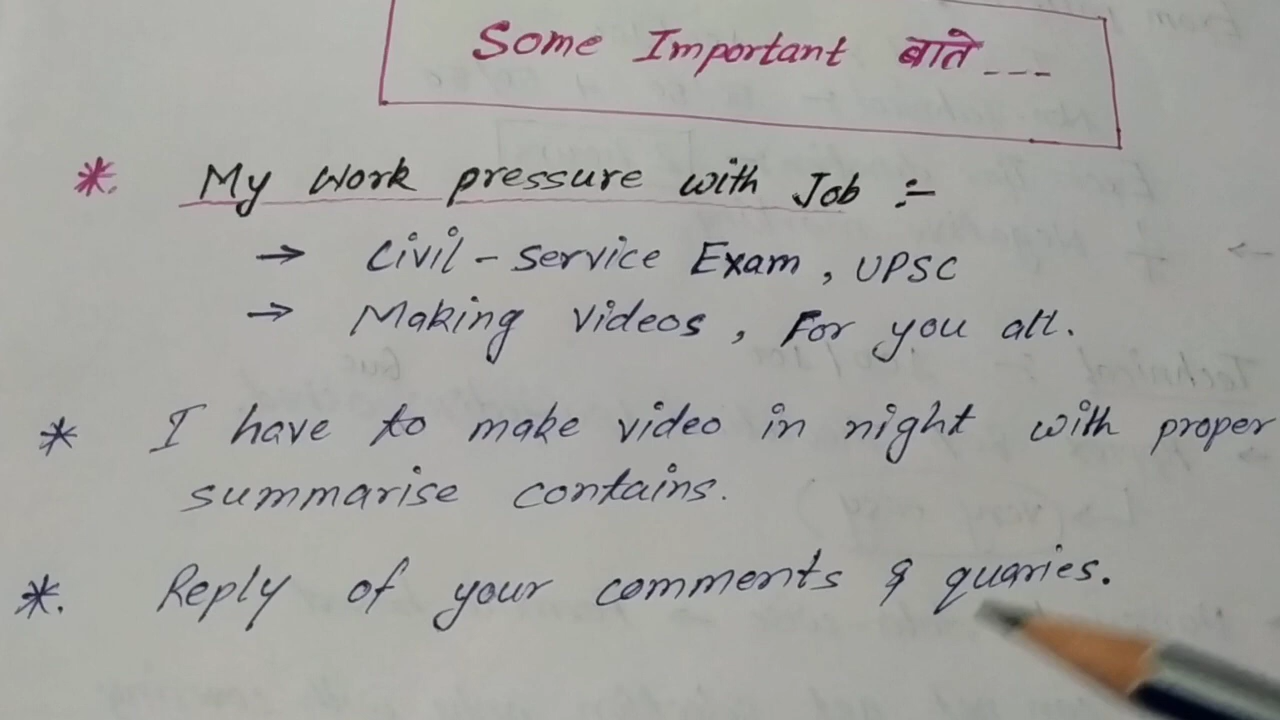 Some Important बाते ---
*. My Work pressure with Job :-
→ Civil - Service Exam , UPSC
→ Making Videos , For you all.
* I have to make video in night with proper
summarise contains.
*. Reply of your comments & quaries.